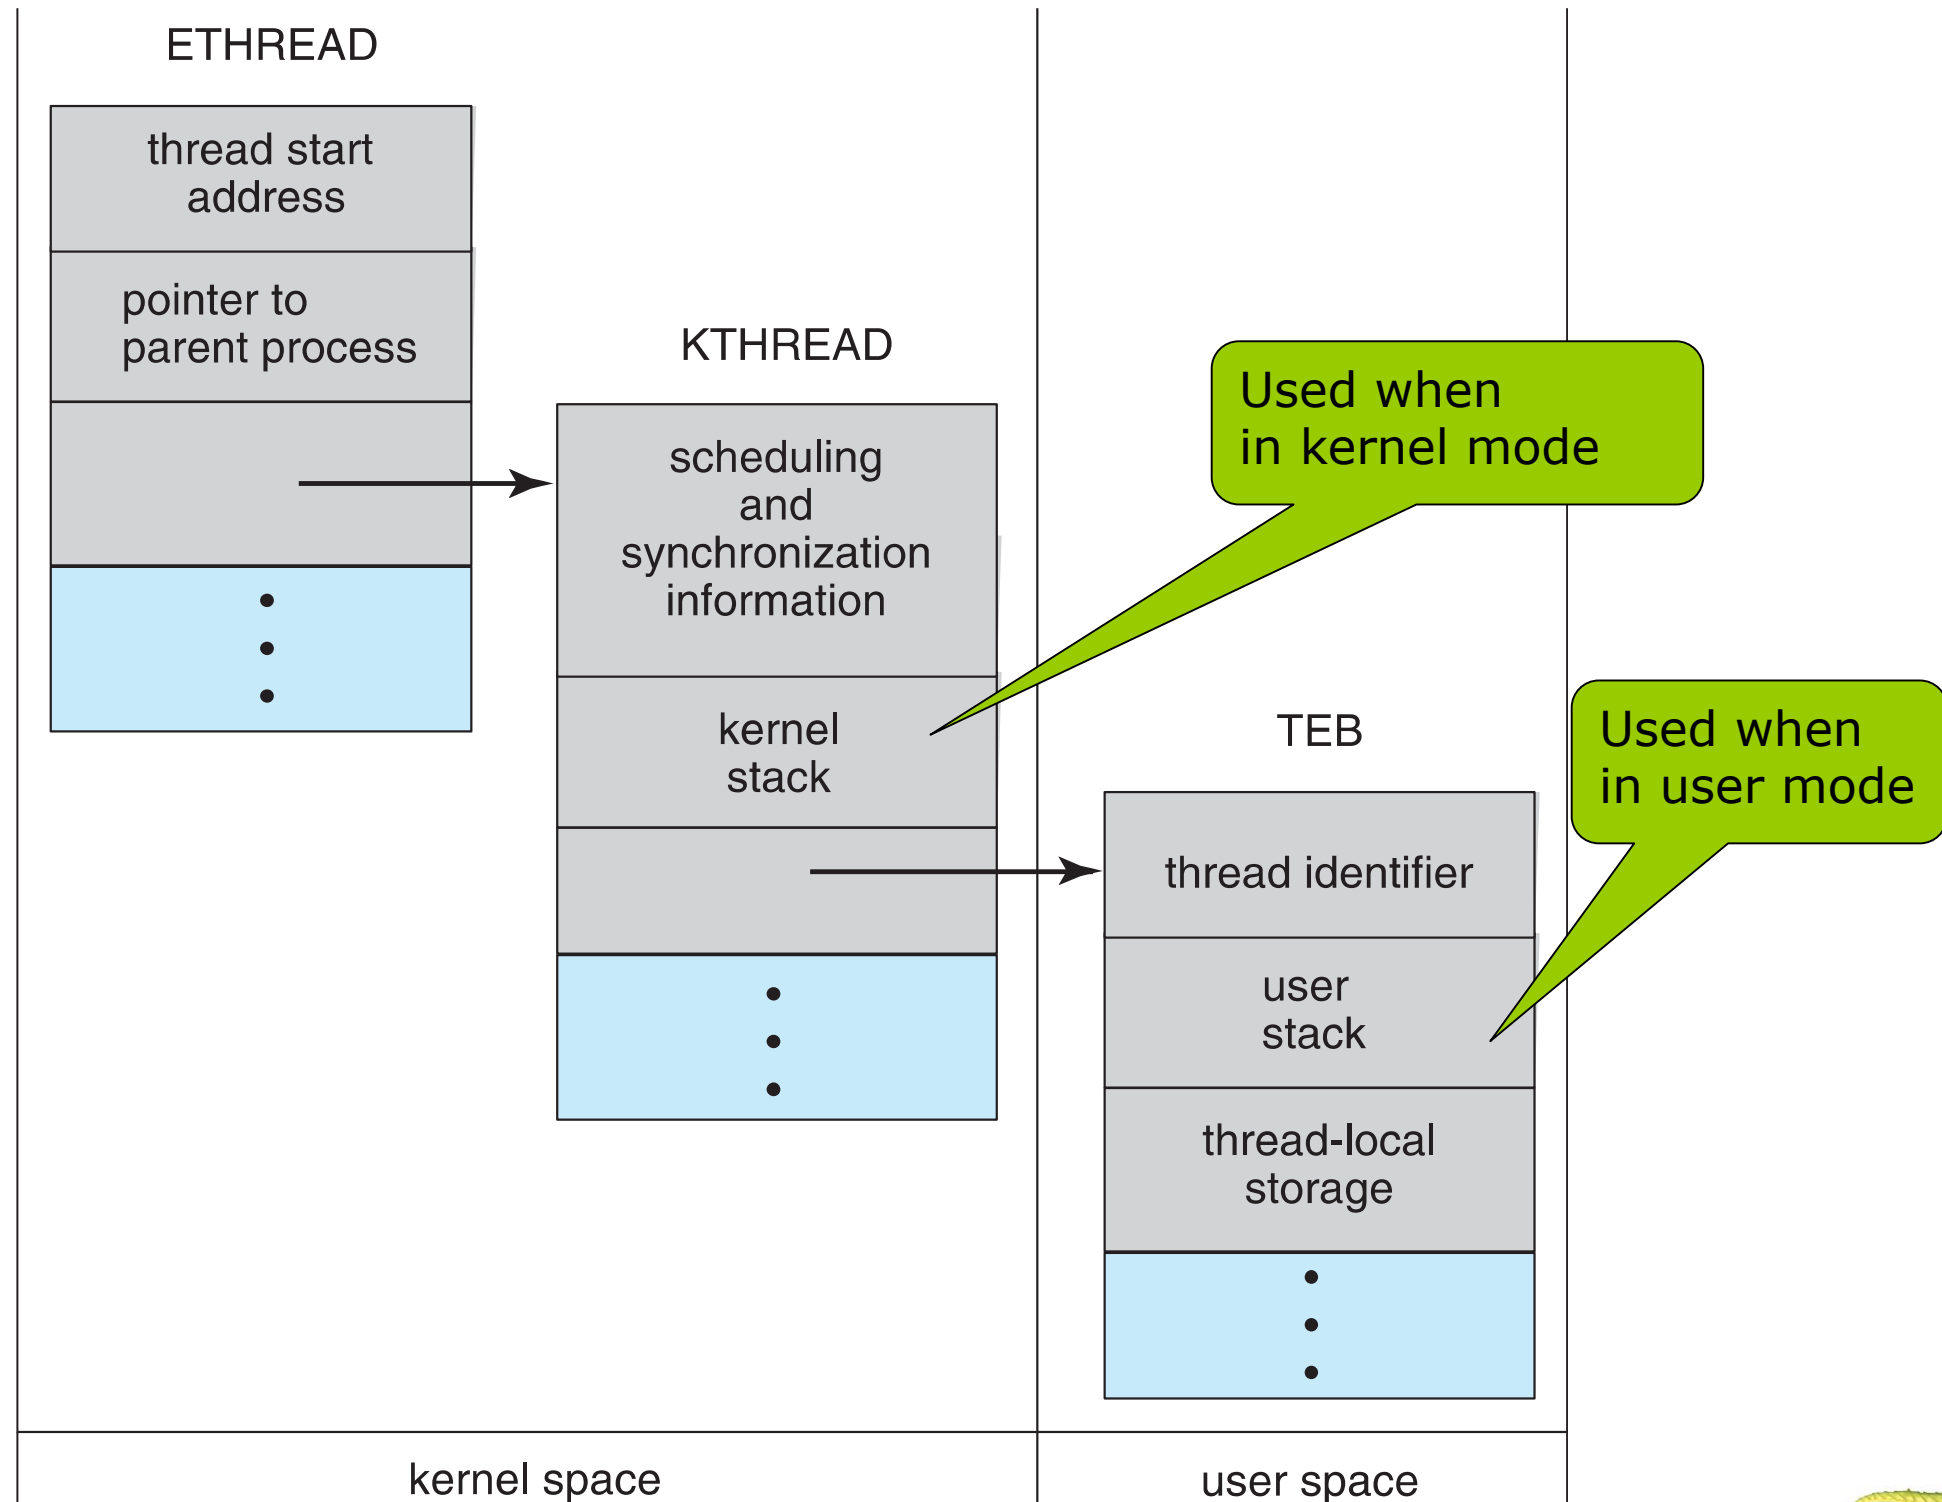 ETHREAD
thread start
address
pointer to
parent process
KTHREAD
scheduling
and
synchronization
information
kernel
stack
Used when
in kernel mode
TEB
thread identifier
user
stack
thread-local
storage
Used when
in user mode
kernel space
user space